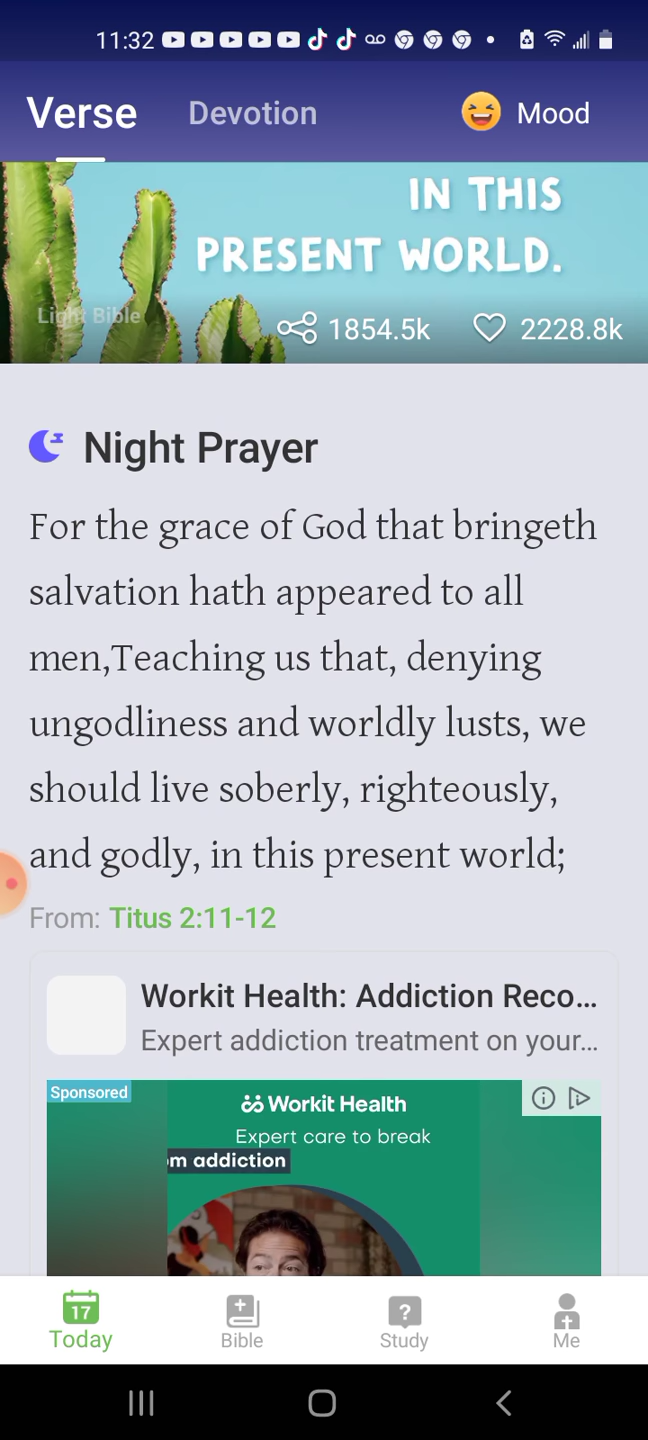 11:32
Verse Devotion Mood
IN THIS
PRESENT WORLD.
Light Bible
1854.5k 2228.8k
Night Prayer
For the grace of God that bringeth
salvation hath appeared to all
men,Teaching us that, denying
ungodliness and worldly lusts, we
should live soberly, righteously,
and godly, in this present world;
From: Titus 2:11-12
Workit Health: Addiction Reco...
Expert addiction treatment on your...
Sponsored
Workit Health
Expert care to break
om addiction
17
Today Bible Study Me